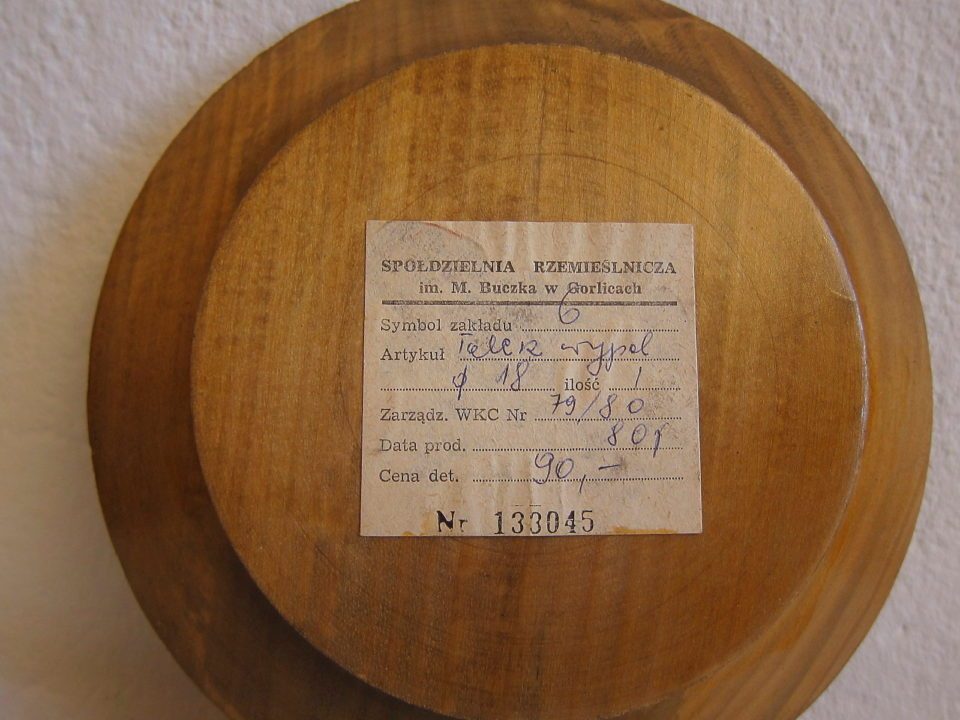 SPÓŁDZIELNIA RZEMIEŚLNICZA
im. M. Buczka w Gorlicach
Symbol zakładu 6
Artykuł Talerz wypal
ϕ 18 ilość 1
Zarządz. WKC Nr 79/80
Data prod. 80r
Cena det. 90,-
Nr 133045